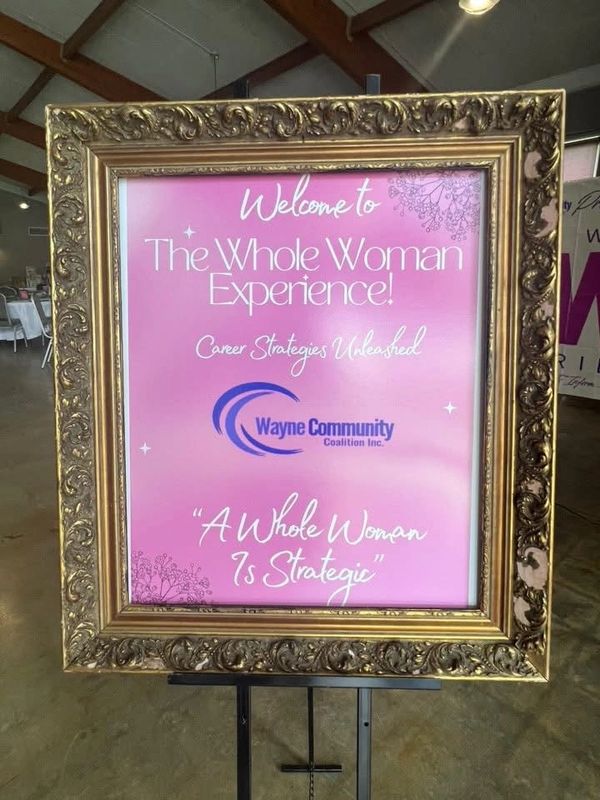 Welcome to
The Whole Woman
Experience!
Career Strategies Unleashed
Wayne Community
Coalition Inc.
"A Whole Woman
Is Strategic"